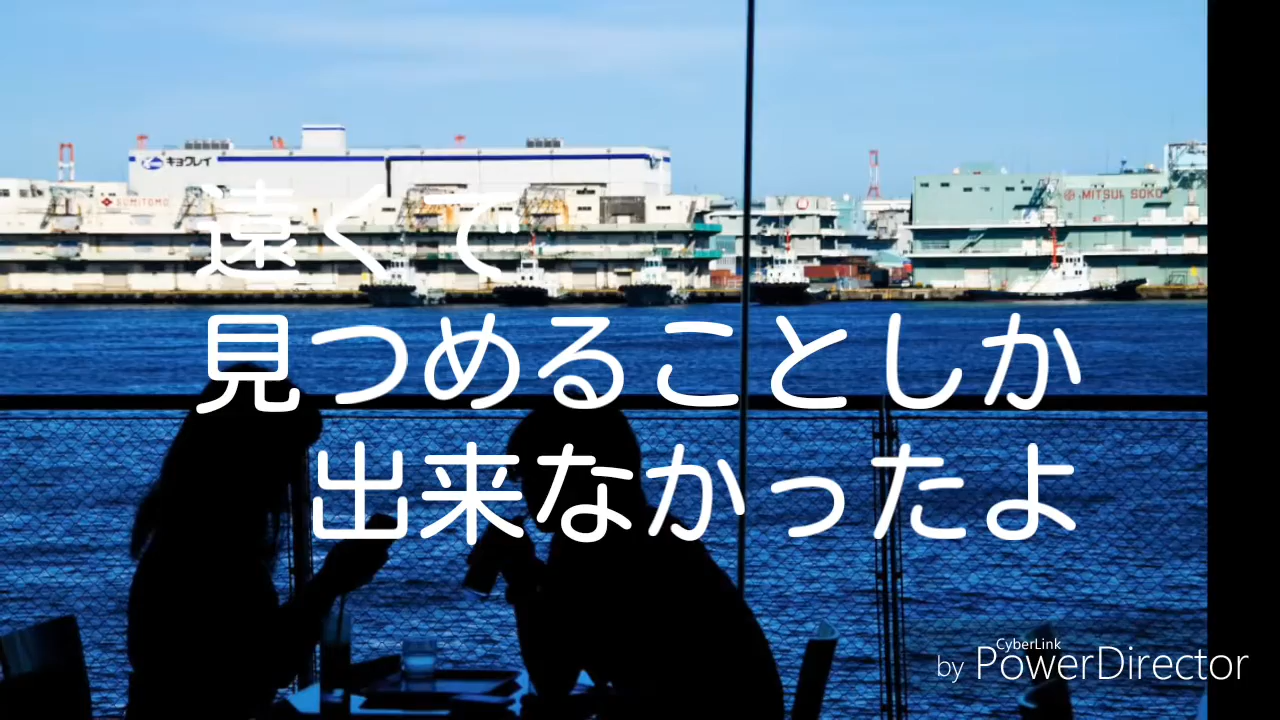 キョクレイ
SUMITOMO
MITSUI SOKO
遠くで
見つめることしか
出来なかったよ
CyberLink
by PowerDirector